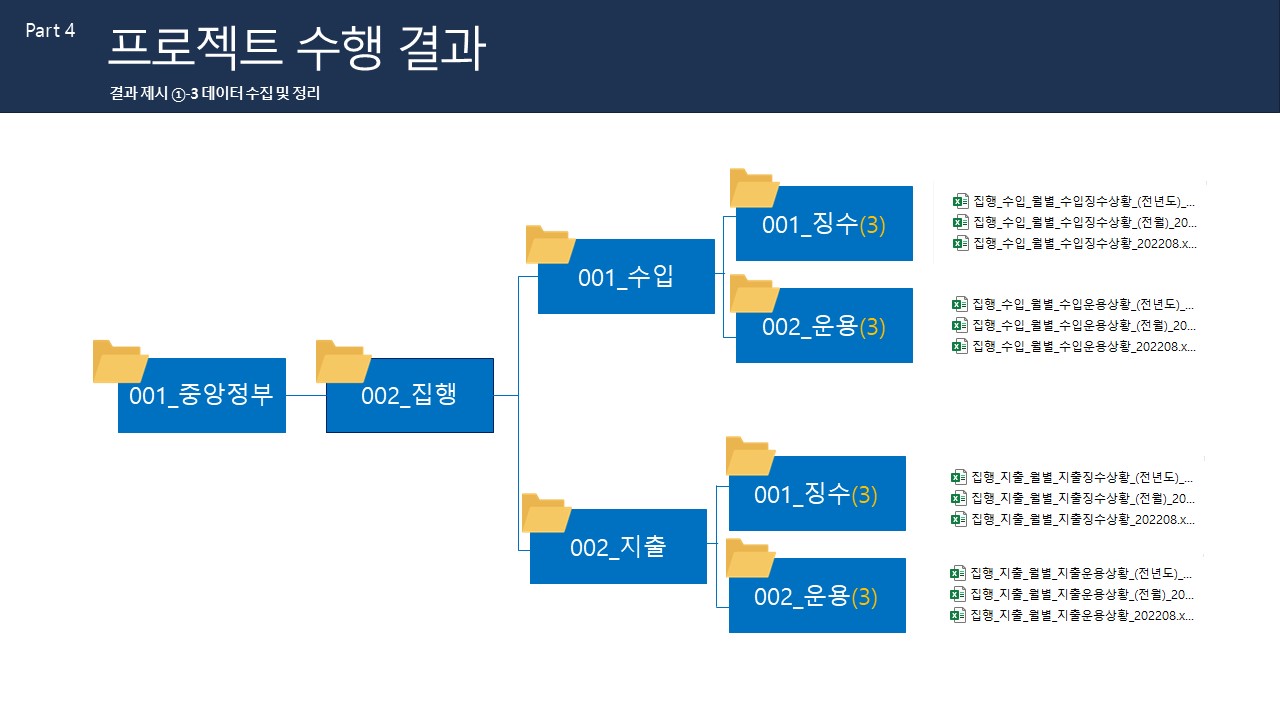 Part 4
프로젝트 수행 결과
결과 제시 ①-3 데이터 수집 및 정리
001_중앙정부
002_집행
001_수입
001_징수(3)
집행_수입_월별_수입징수상황_(전년도)_...
집행_수입_월별_수입징수상황_(전월)_20...
집행_수입_월별_수입징수상황_202208.x...
002_운용(3)
집행_수입_월별_수입운용상황_(전년도)_...
집행_수입_월별_수입운용상황_(전월)_20...
집행_수입_월별_수입운용상황_202208.x...
002_지출
001_징수(3)
집행_지출_월별_지출징수상황_(전년도)_...
집행_지출_월별_지출징수상황_(전월)_20...
집행_지출_월별_지출징수상황_202208.x...
002_운용(3)
집행_지출_월별_지출운용상황_(전년도)_...
집행_지출_월별_지출운용상황_(전월)_20...
집행_지출_월별_지출운용상황_202208.x...